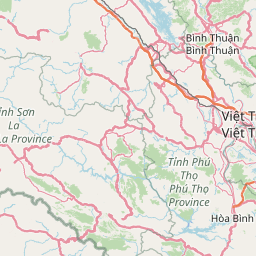 Bình Thuận
Bình Thuận
Việt T
Việt T
ỉnh Sơn
La
a Province
Tỉnh Phú
Thọ
Phú Thọ
Province
Hòa Bình